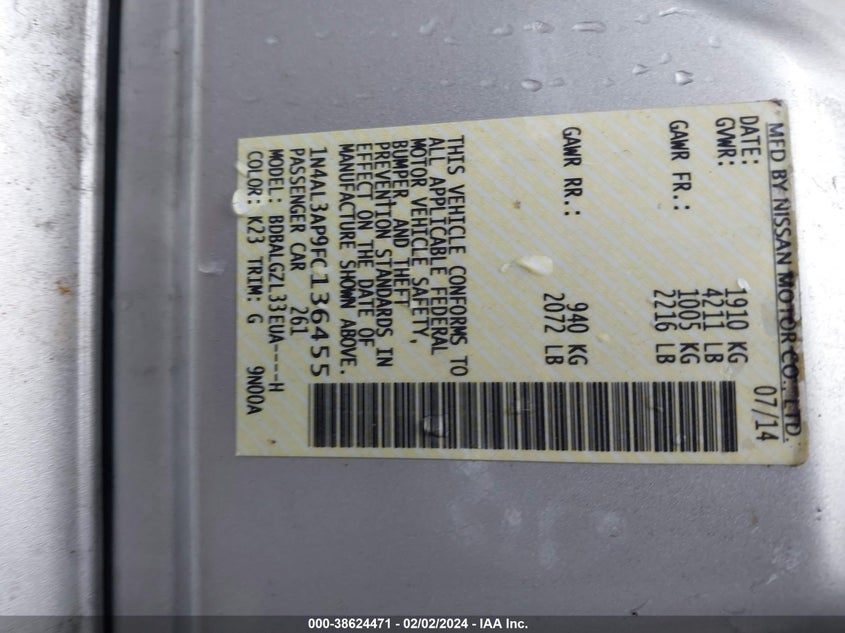 MFD BY NISSAN MOTOR CO., LTD.
DATE: 07/14
GVWR: 1910 KG
4211 LB
GAWR FR.: 1005 KG
2216 LB
GAWR RR.: 940 KG
2072 LB
THIS VEHICLE CONFORMS TO
ALL APPLICABLE FEDERAL
MOTOR VEHICLE SAFETY,
BUMPER, AND THEFT
PREVENTION STANDARDS IN
EFFECT ON THE DATE OF
MANUFACTURE SHOWN ABOVE.
1N4AL3AP9FC136455
PASSENGER CAR 261
MODEL: BDBALGZL33EUA----H
COLOR: K23 TRIM: G 9N00A
000-38624471 - 02/02/2024 - IAA Inc.